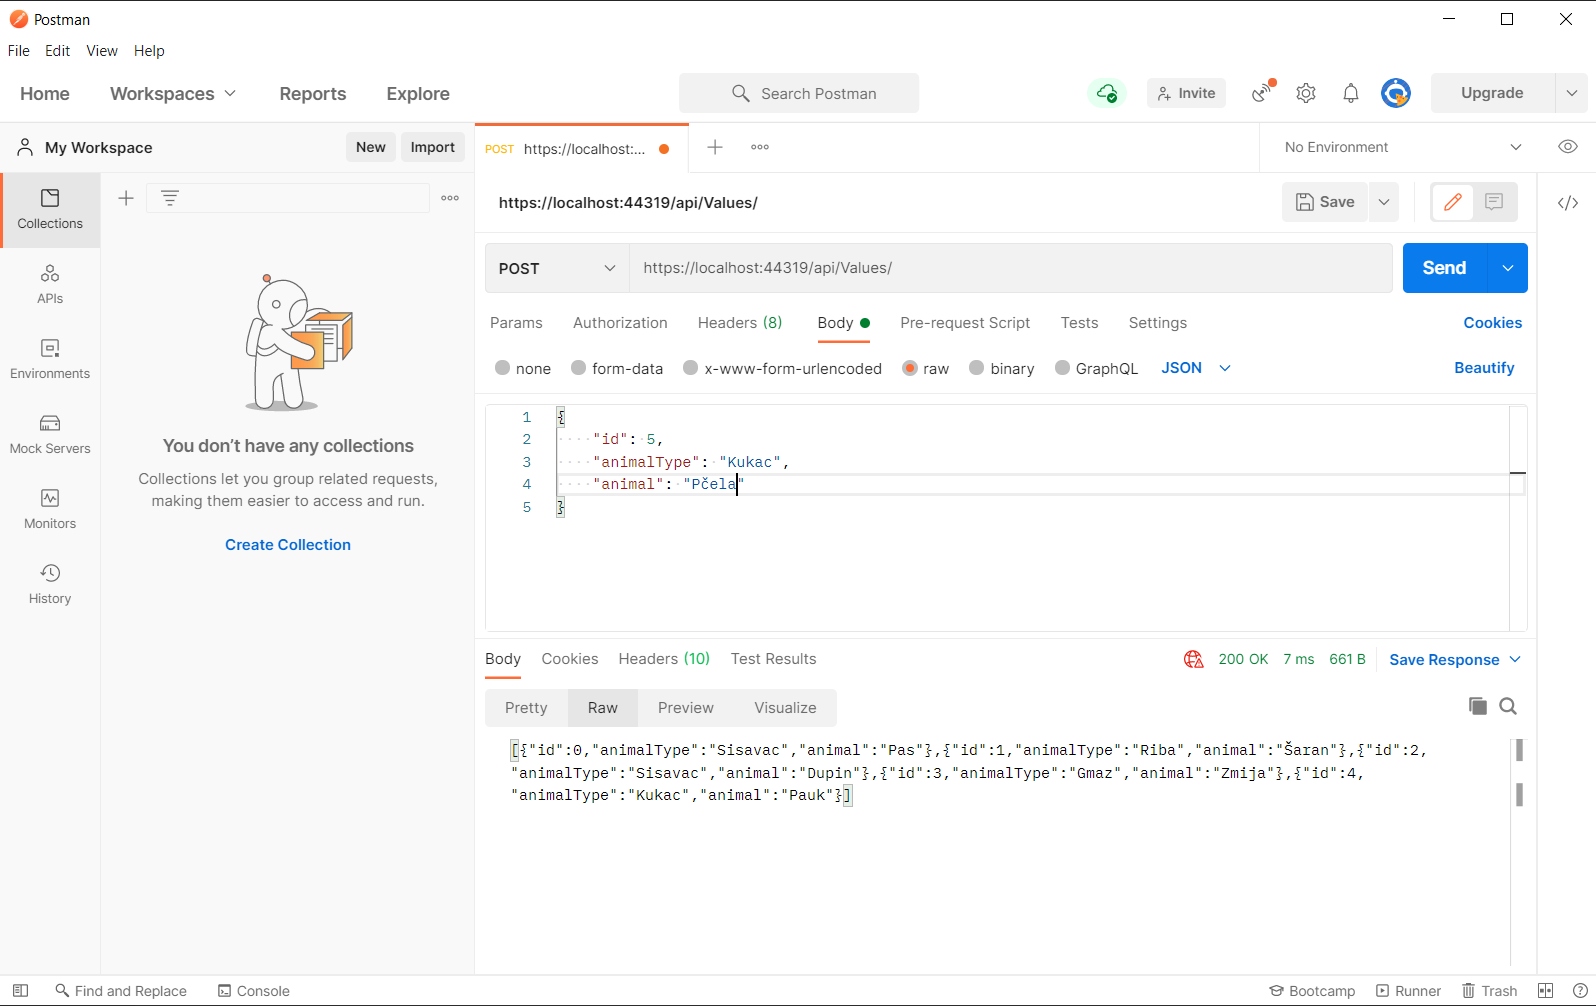 Postman
File Edit View Help
Home Workspaces Reports Explore Search Postman Invite Upgrade
My Workspace New Import
POST https://localhost:... No Environment
Collections
APIs
Environments
Mock Servers
Monitors
History
You don’t have any collections
Collections let you group related requests,
making them easier to access and run.
Create Collection
https://localhost:44319/api/Values/ Save
POST https://localhost:44319/api/Values/ Send
Params Authorization Headers (8) Body Pre-request Script Tests Settings Cookies
none form-data x-www-form-urlencoded raw binary GraphQL JSON Beautify
1 {
2 "id": 5,
3 "animalType": "Kukac",
4 "animal": "Pčela"
5 }
Body Cookies Headers (10) Test Results 200 OK 7 ms 661 B Save Response
Pretty Raw Preview Visualize
[{"id":0,"animalType":"Sisavac","animal":"Pas"},{"id":1,"animalType":"Riba","animal":"Šaran"},{"id":2,
"animalType":"Sisavac","animal":"Dupin"},{"id":3,"animalType":"Gmaz","animal":"Zmija"},{"id":4,
"animalType":"Kukac","animal":"Pauk"}]
Find and Replace Console Bootcamp Runner Trash